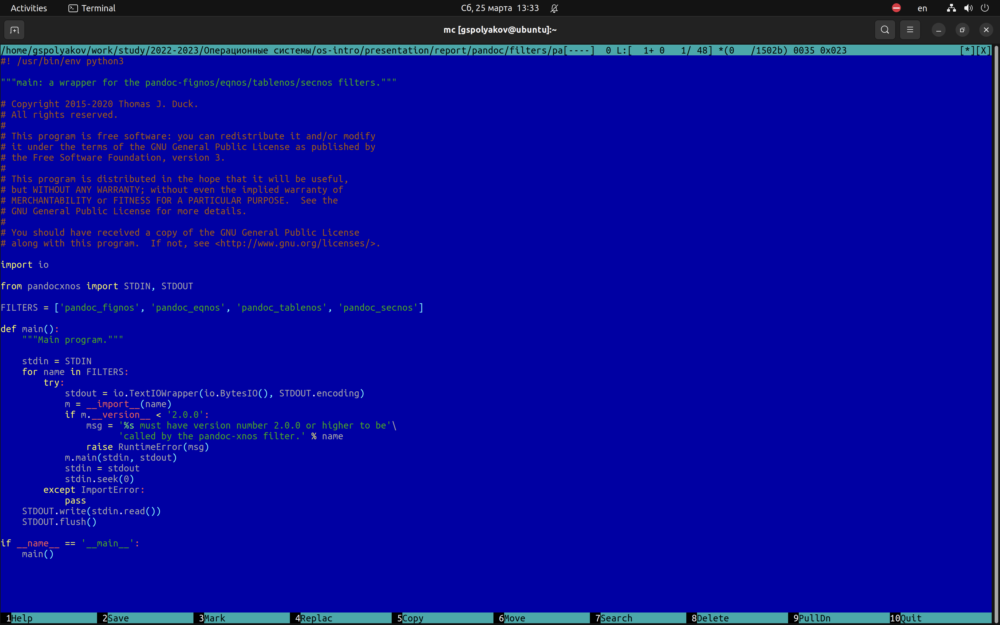 Activities Terminal Сб, 25 марта 13:33 en
mc [gspolyakov@ubuntu]:~
/home/gspolyakov/work/study/2022-2023/Операционные системы/os-intro/presentation/report/pandoc/filters/pa[----]  0 L:[  1+ 0   1/ 48] *(0   /1502b) 0035 0x023 [*][X]
#! /usr/bin/env python3
"""main: a wrapper for the pandoc-fignos/eqnos/tablenos/secnos filters."""
# Copyright 2015-2020 Thomas J. Duck.
# All rights reserved.
#
# This program is free software: you can redistribute it and/or modify
# it under the terms of the GNU General Public License as published by
# the Free Software Foundation, version 3.
#
# This program is distributed in the hope that it will be useful,
# but WITHOUT ANY WARRANTY; without even the implied warranty of
# MERCHANTABILITY or FITNESS FOR A PARTICULAR PURPOSE.  See the
# GNU General Public License for more details.
#
# You should have received a copy of the GNU General Public License
# along with this program.  If not, see <http://www.gnu.org/licenses/>.
import io
from pandocxnos import STDIN, STDOUT
FILTERS = ['pandoc_fignos', 'pandoc_eqnos', 'pandoc_tablenos', 'pandoc_secnos']
def main():
    """Main program."""
    stdin = STDIN
    for name in FILTERS:
        try:
            stdout = io.TextIOWrapper(io.BytesIO(), STDOUT.encoding)
            m = __import__(name)
            if m.__version__ < '2.0.0':
                msg = '%s must have version number 2.0.0 or higher to be'\
                      'called by the pandoc-xnos filter.' % name
                raise RuntimeError(msg)
            m.main(stdin, stdout)
            stdin = stdout
            stdin.seek(0)
        except ImportError:
            pass
    STDOUT.write(stdin.read())
    STDOUT.flush()
if __name__ == '__main__':
    main()
1Help 2Save 3Mark 4Replac 5Copy 6Move 7Search 8Delete 9PullDn 10Quit